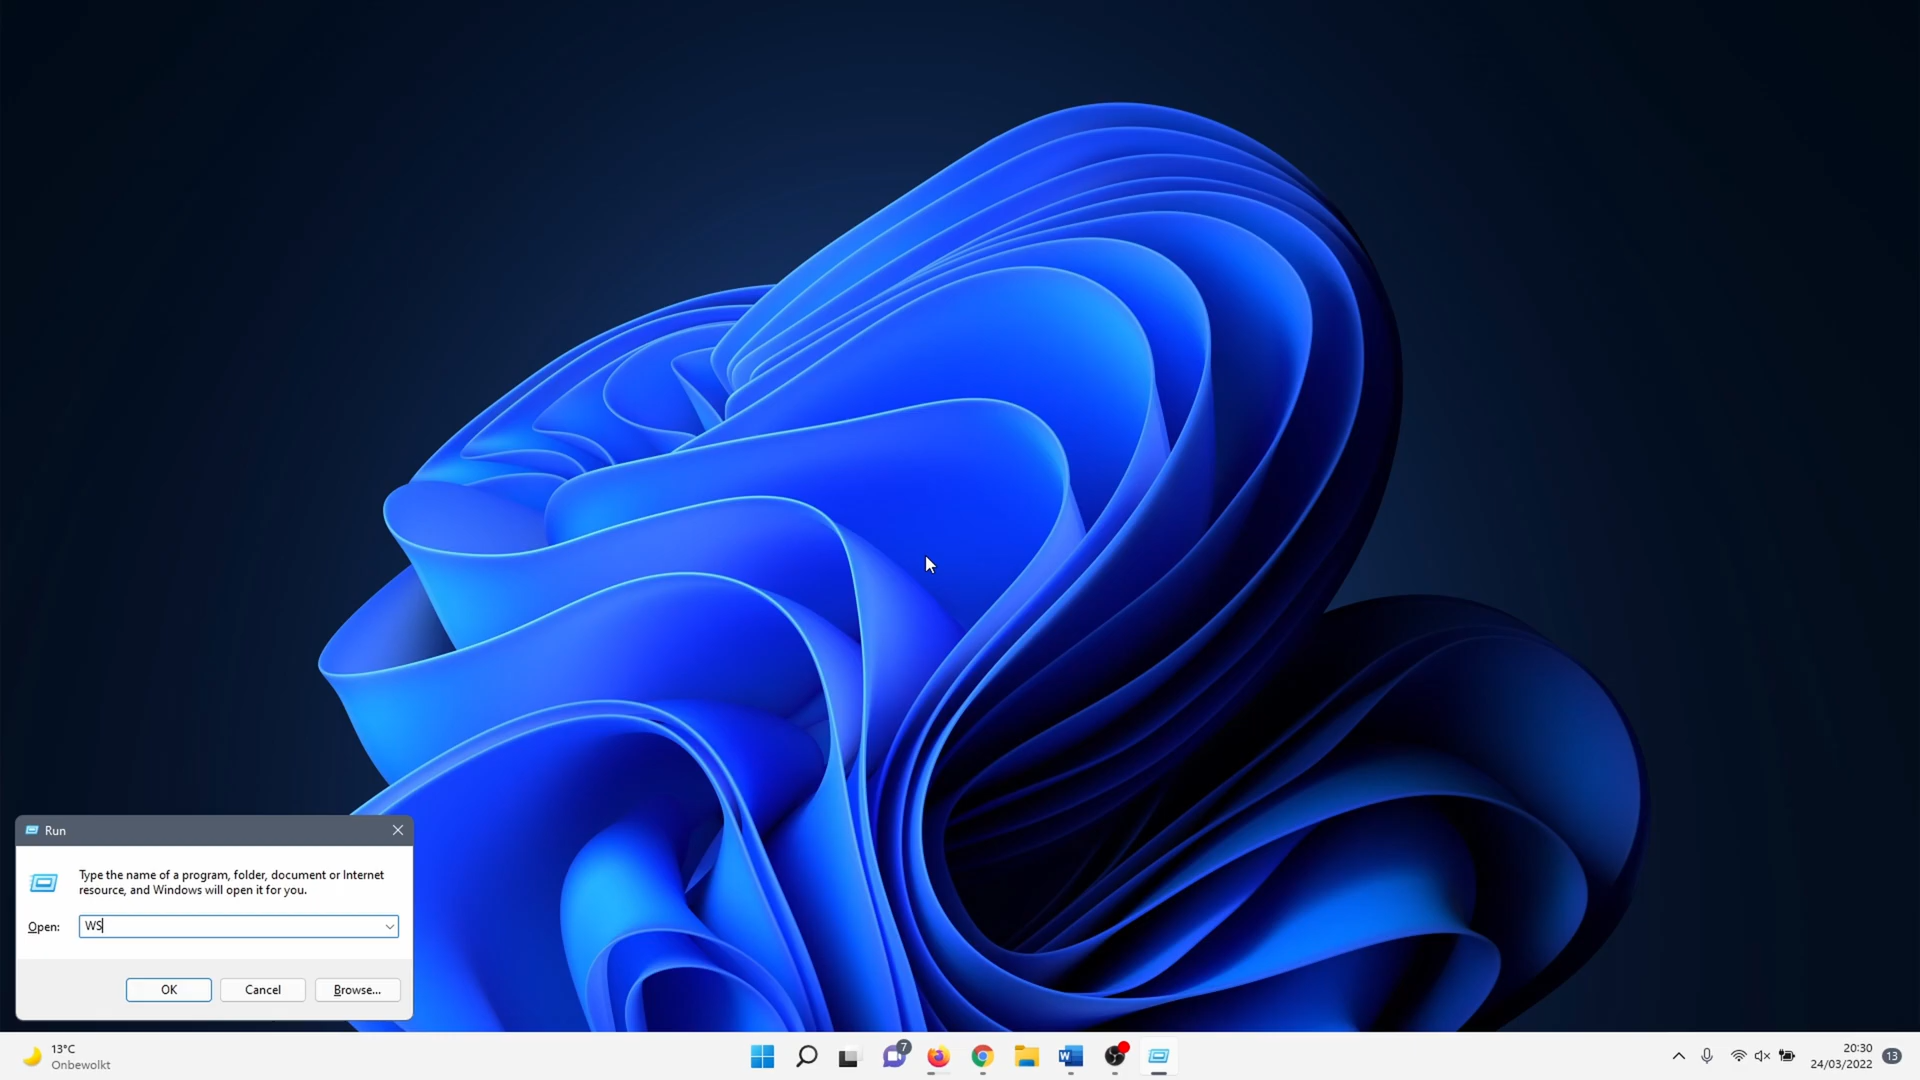 Run
Type the name of a program, folder, document or Internet
resource, and Windows will open it for you.
Open:
WS
OK
Cancel
Browse...
13°C
Onbewolkt
7
W
20:30
24/03/2022
13